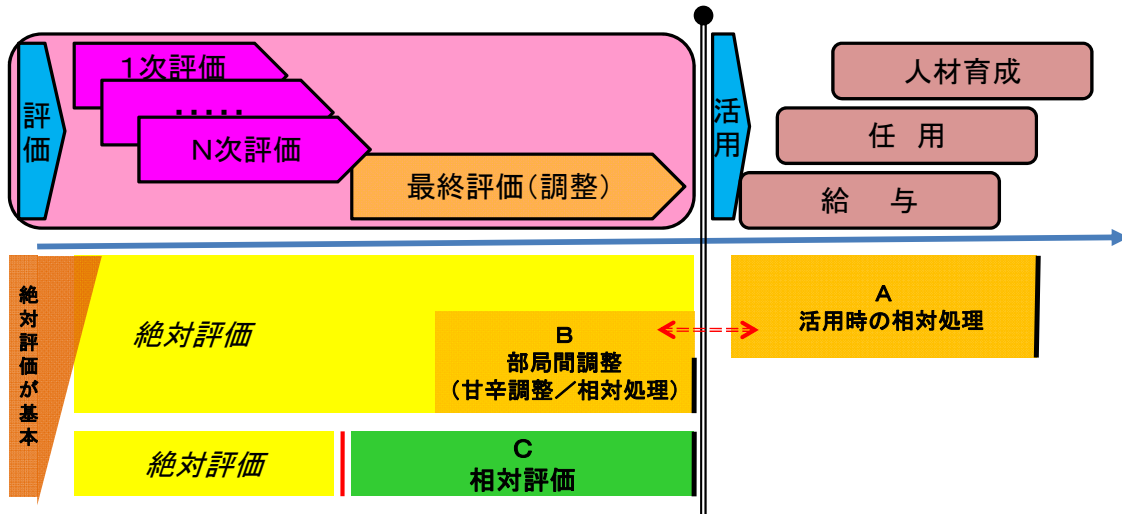 評価
１次評価
.....
Ｎ次評価
最終評価（調整）
活用
人材育成
任　用
給　与
絶対評価が基本
絶対評価
Ｂ
部局間調整
（甘辛調整／相対処理）
Ａ
活用時の相対処理
絶対評価
Ｃ
相対評価